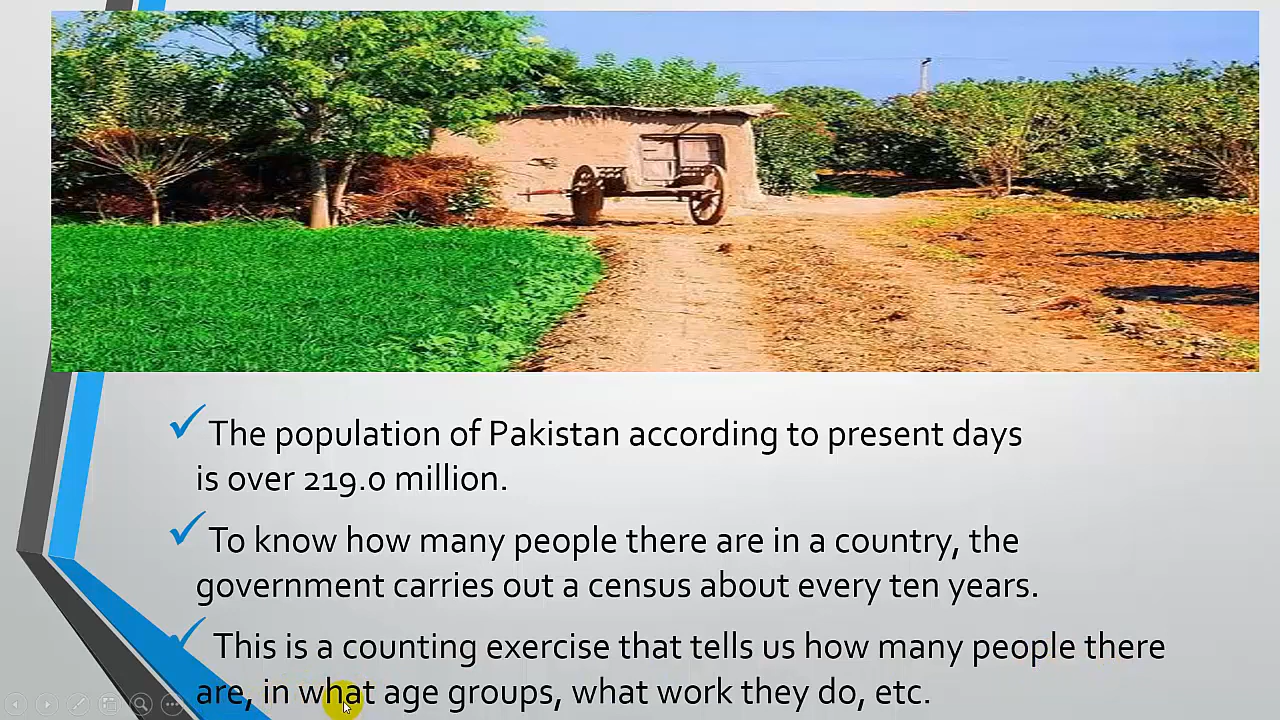 ✓The population of Pakistan according to present days
is over 219.0 million.
✓To know how many people there are in a country, the
government carries out a census about every ten years.
✓ This is a counting exercise that tells us how many people there
are, in what age groups, what work they do, etc.